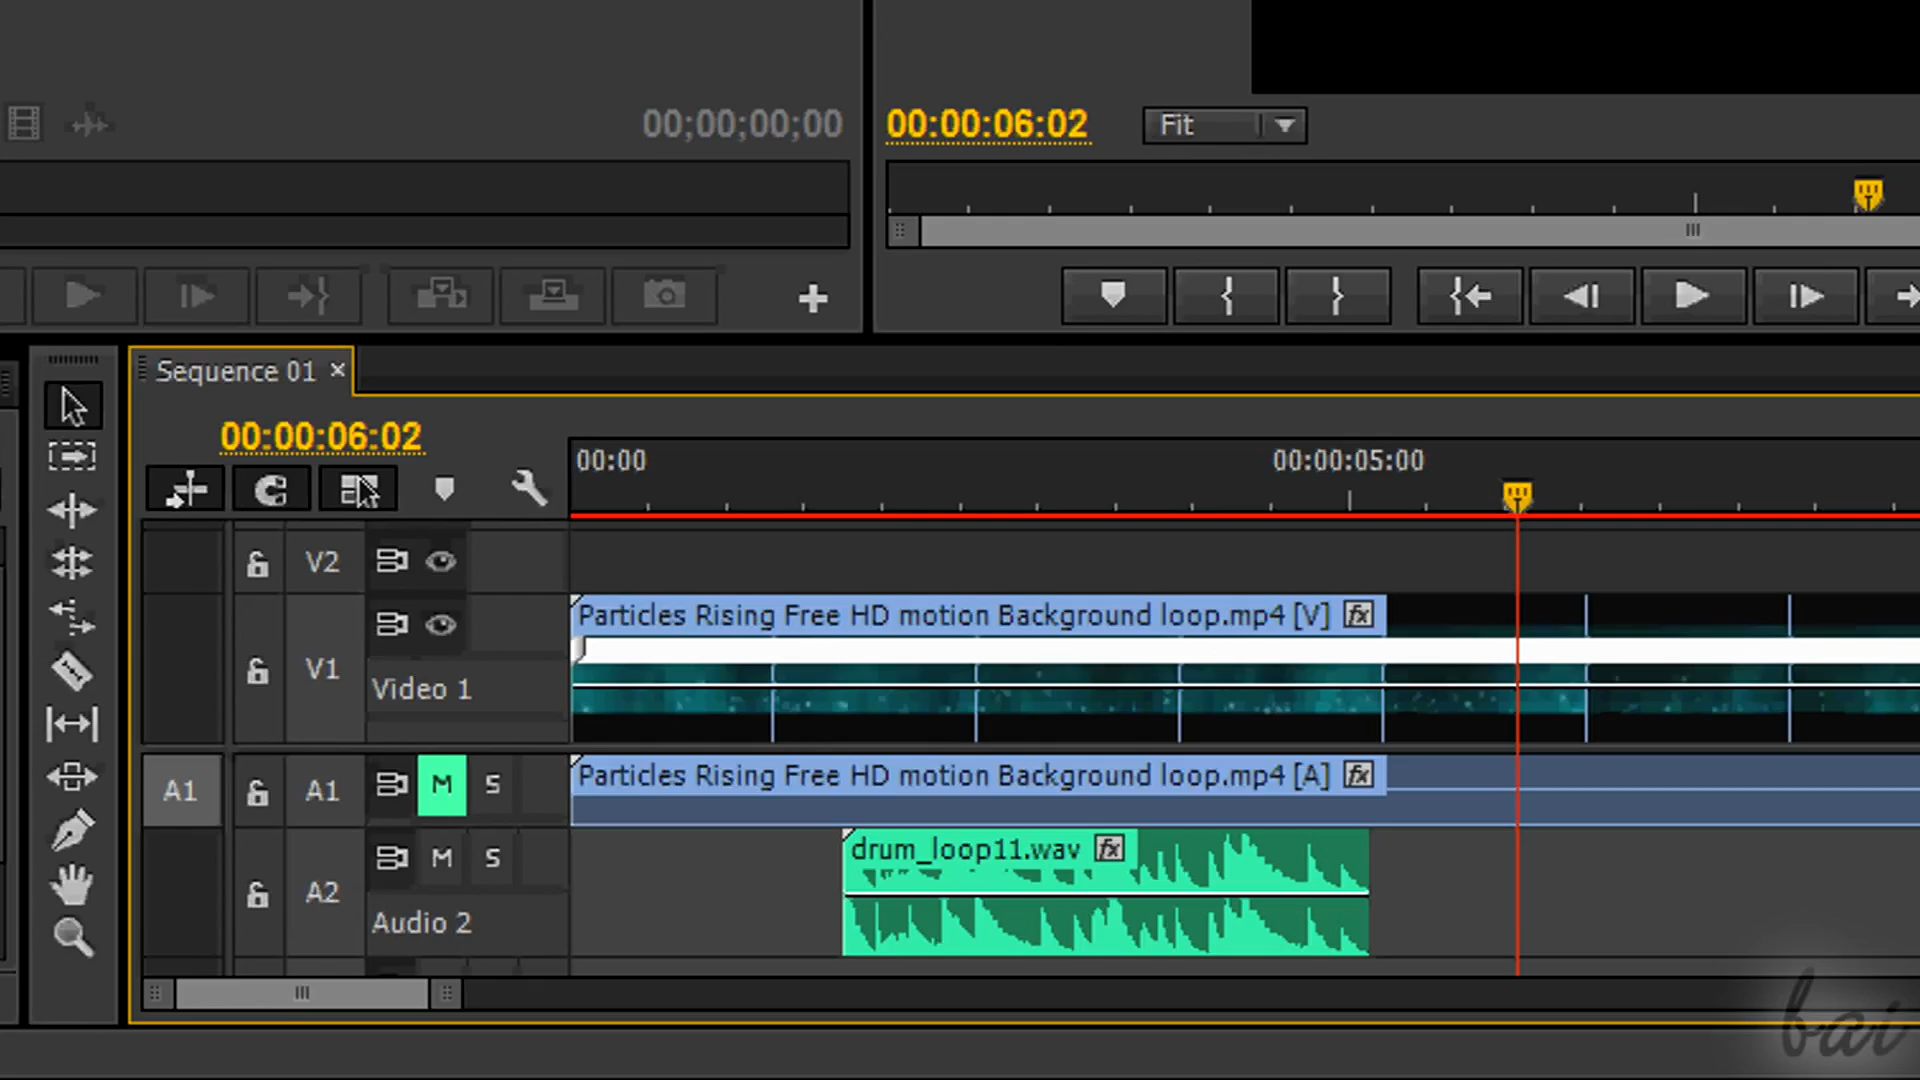 00;00;00;00
00:00:06:02
Fit
Sequence 01 ×
00:00:06:02
00:00
00:00:05:00
V2
Particles Rising Free HD motion Background loop.mp4 [V] fx
V1
Video 1
Particles Rising Free HD motion Background loop.mp4 [A] fx
A1 A1 M S
drum_loop11.wav fx
M S
A2
Audio 2
bai